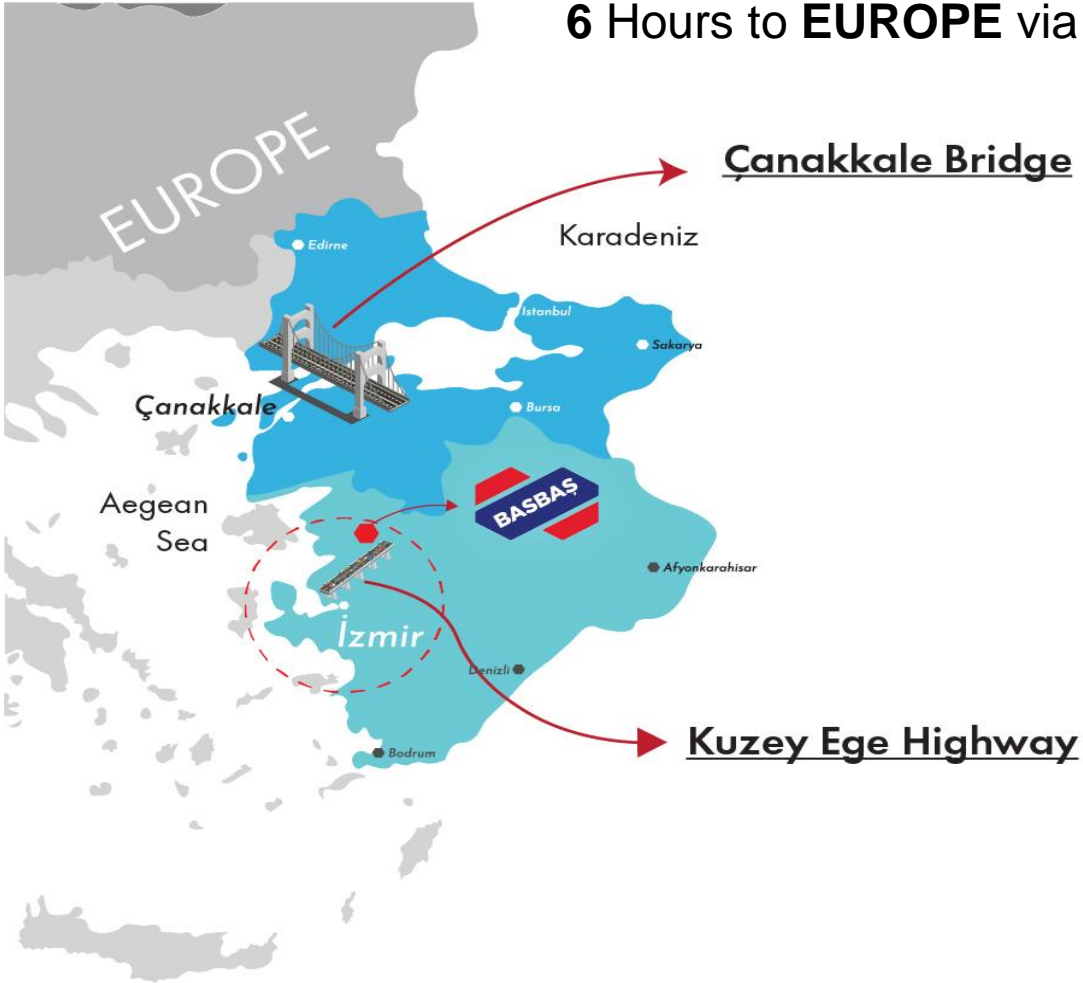 6 Hours to EUROPE via
EUROPE
Çanakkale Bridge
Karadeniz
Edirne
Istanbul
Sakarya
Çanakkale
Bursa
BASBAŞ
Aegean
Sea
Afyonkarahisar
İzmir
Denizli
Kuzey Ege Highway
Bodrum